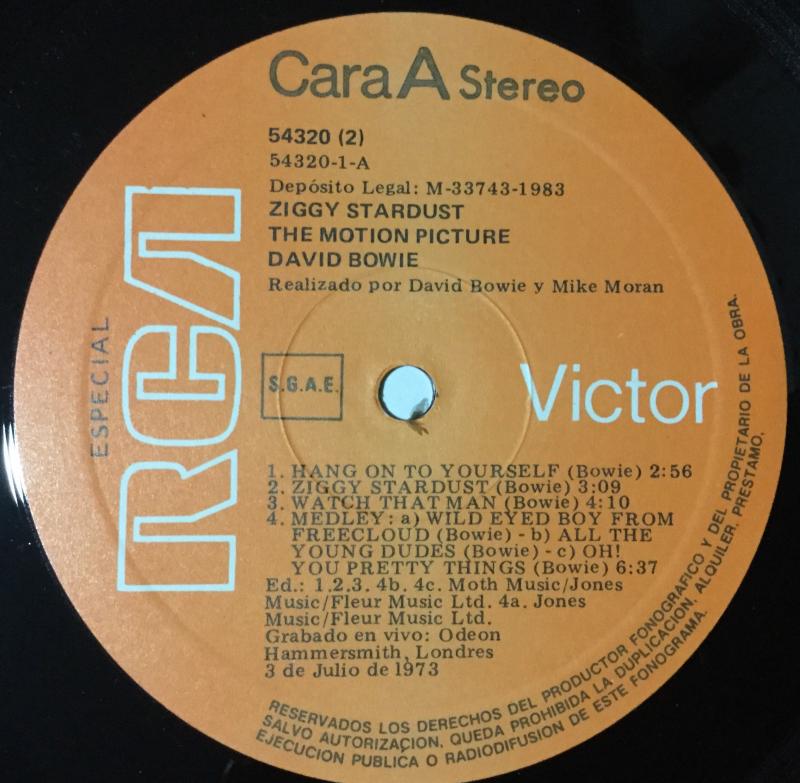 Cara A Stereo
54320 (2)
54320-1-A
Depósito Legal: M-33743-1983
ZIGGY STARDUST
THE MOTION PICTURE
DAVID BOWIE
Realizado por David Bowie y Mike Moran
ESPECIAL
RCA
S.G.A.E.
Victor
1. HANG ON TO YOURSELF (Bowie) 2:56
2. ZIGGY STARDUST (Bowie) 3:09
3. WATCH THAT MAN (Bowie) 4:10
4. MEDLEY: a) WILD EYED BOY FROM
FREECLOUD (Bowie) - b) ALL THE
YOUNG DUDES (Bowie) - c) OH!
YOU PRETTY THINGS (Bowie) 6:37
Ed.: 1.2.3. 4b. 4c. Moth Music/Jones
Music/Fleur Music Ltd. 4a. Jones
Music/Fleur Music Ltd.
Grabado en vivo: Odeon
Hammersmith, Londres
3 de Julio de 1973
RESERVADOS LOS DERECHOS DEL PRODUCTOR FONOGRAFICO Y DEL PROPIETARIO DE LA OBRA.
SALVO AUTORIZACION, QUEDA PROHIBIDA LA DUPLICACION, ALQUILER, PRESTAMO,
EJECUCION PUBLICA O RADIODIFUSION DE ESTE FONOGRAMA.